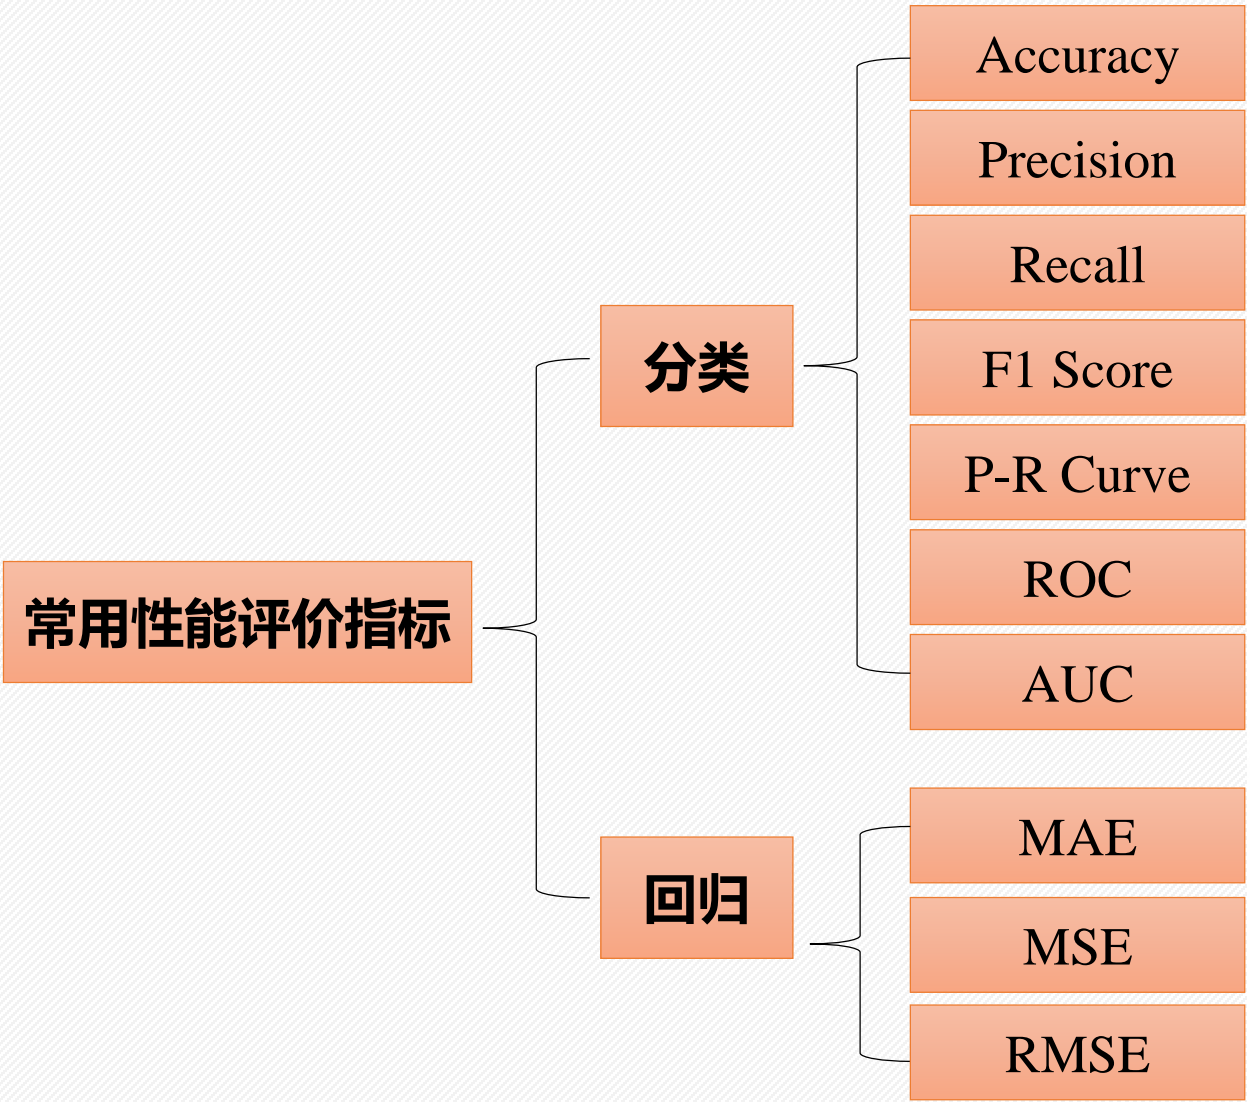 常用性能评价指标
分类
Accuracy
Precision
Recall
F1 Score
P-R Curve
ROC
AUC
回归
MAE
MSE
RMSE